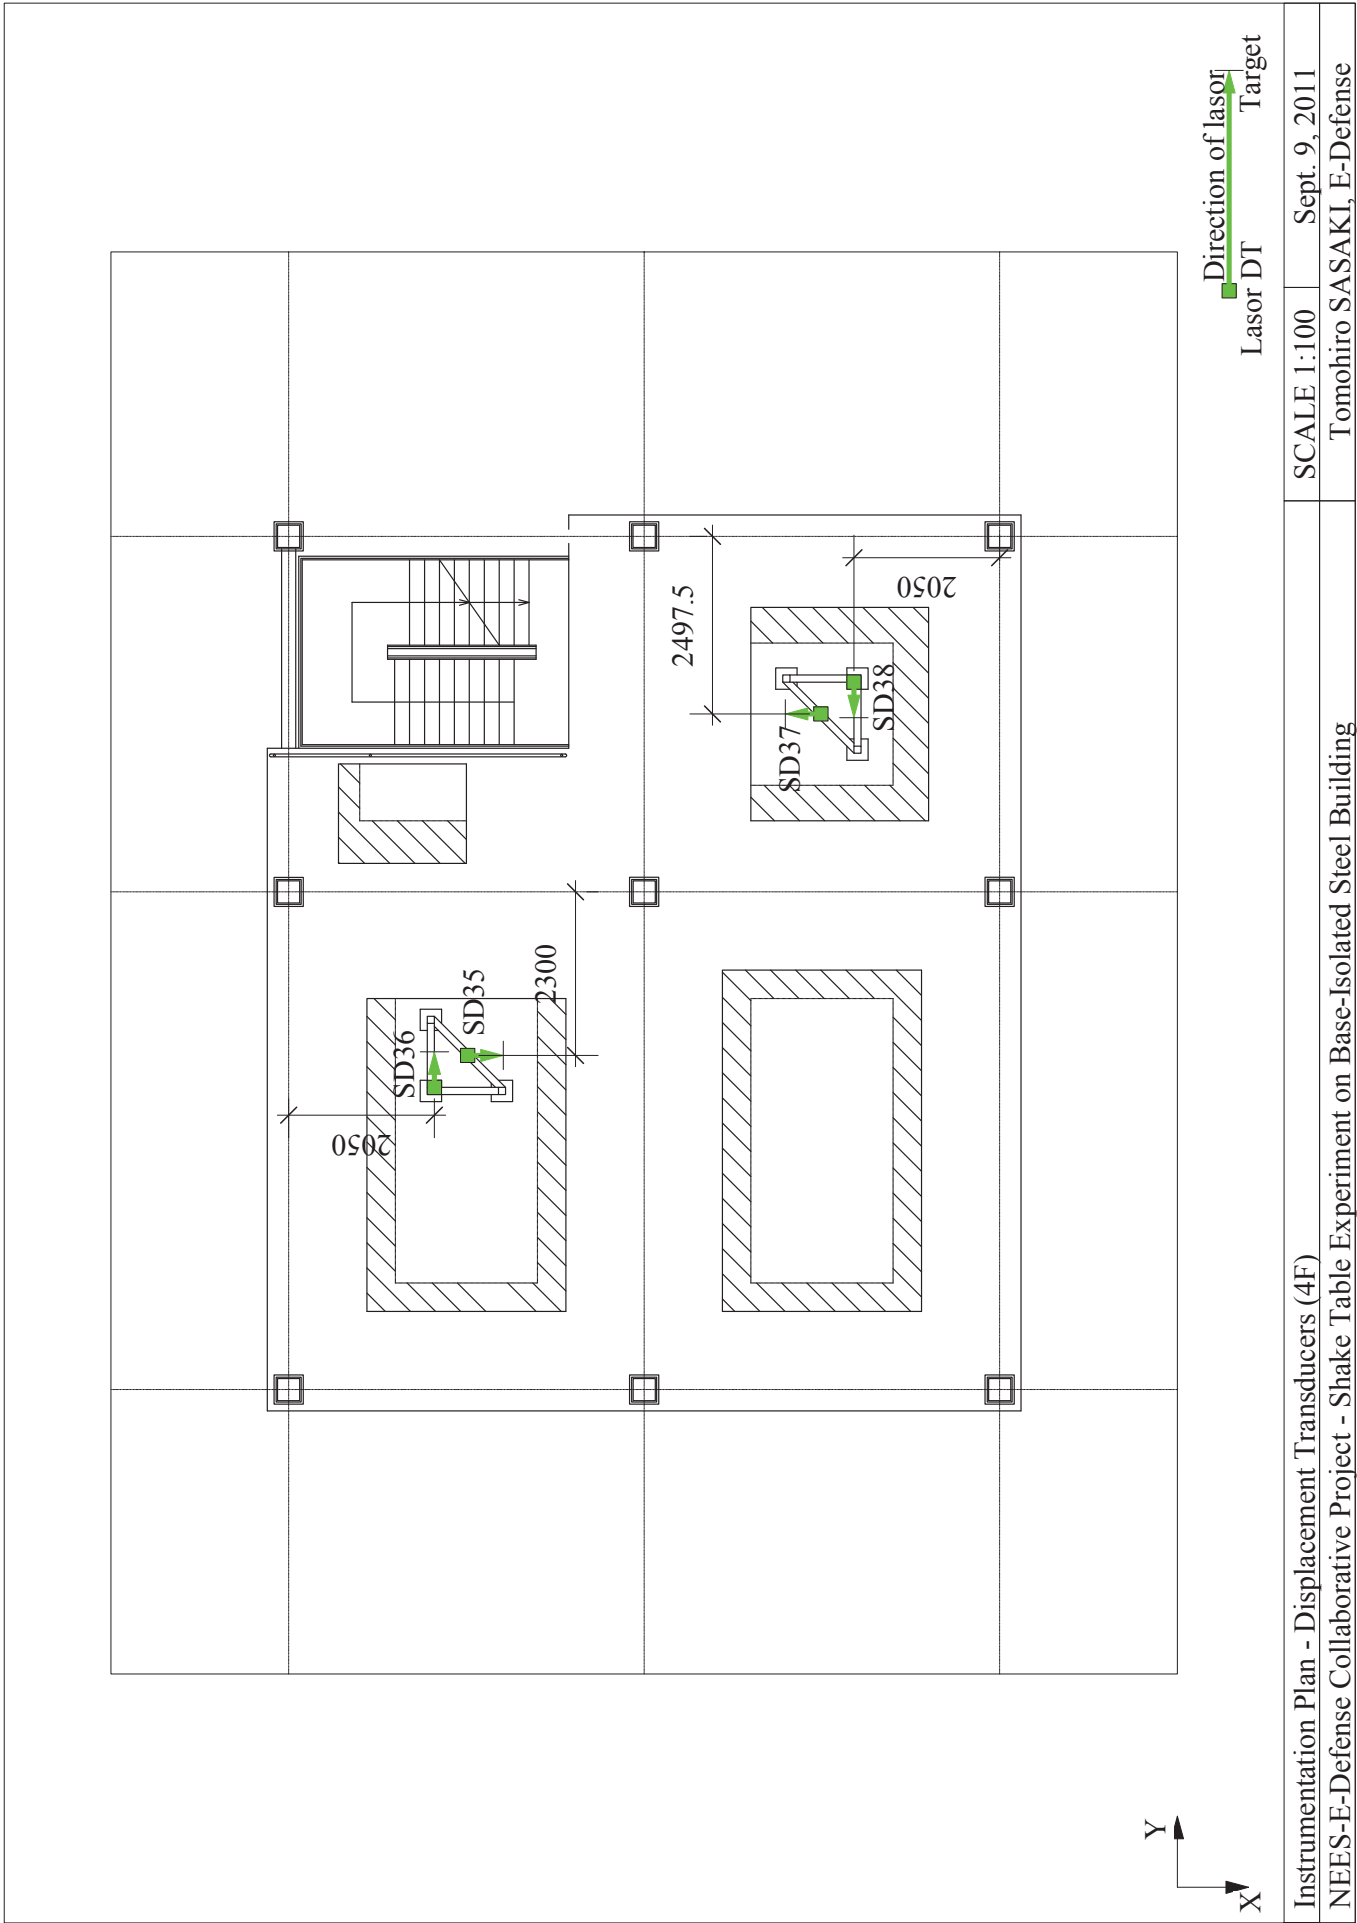 Direction of lasor
Lasor DT
Target
2497.5
2050
SD37
SD38
SD36
SD35
2300
2050
Y
X
Instrumentation Plan - Displacement Transducers (4F)
SCALE 1:100
Sept. 9, 2011
NEES-E-Defense Collaborative Project - Shake Table Experiment on Base-Isolated Steel Building
Tomohiro SASAKI, E-Defense